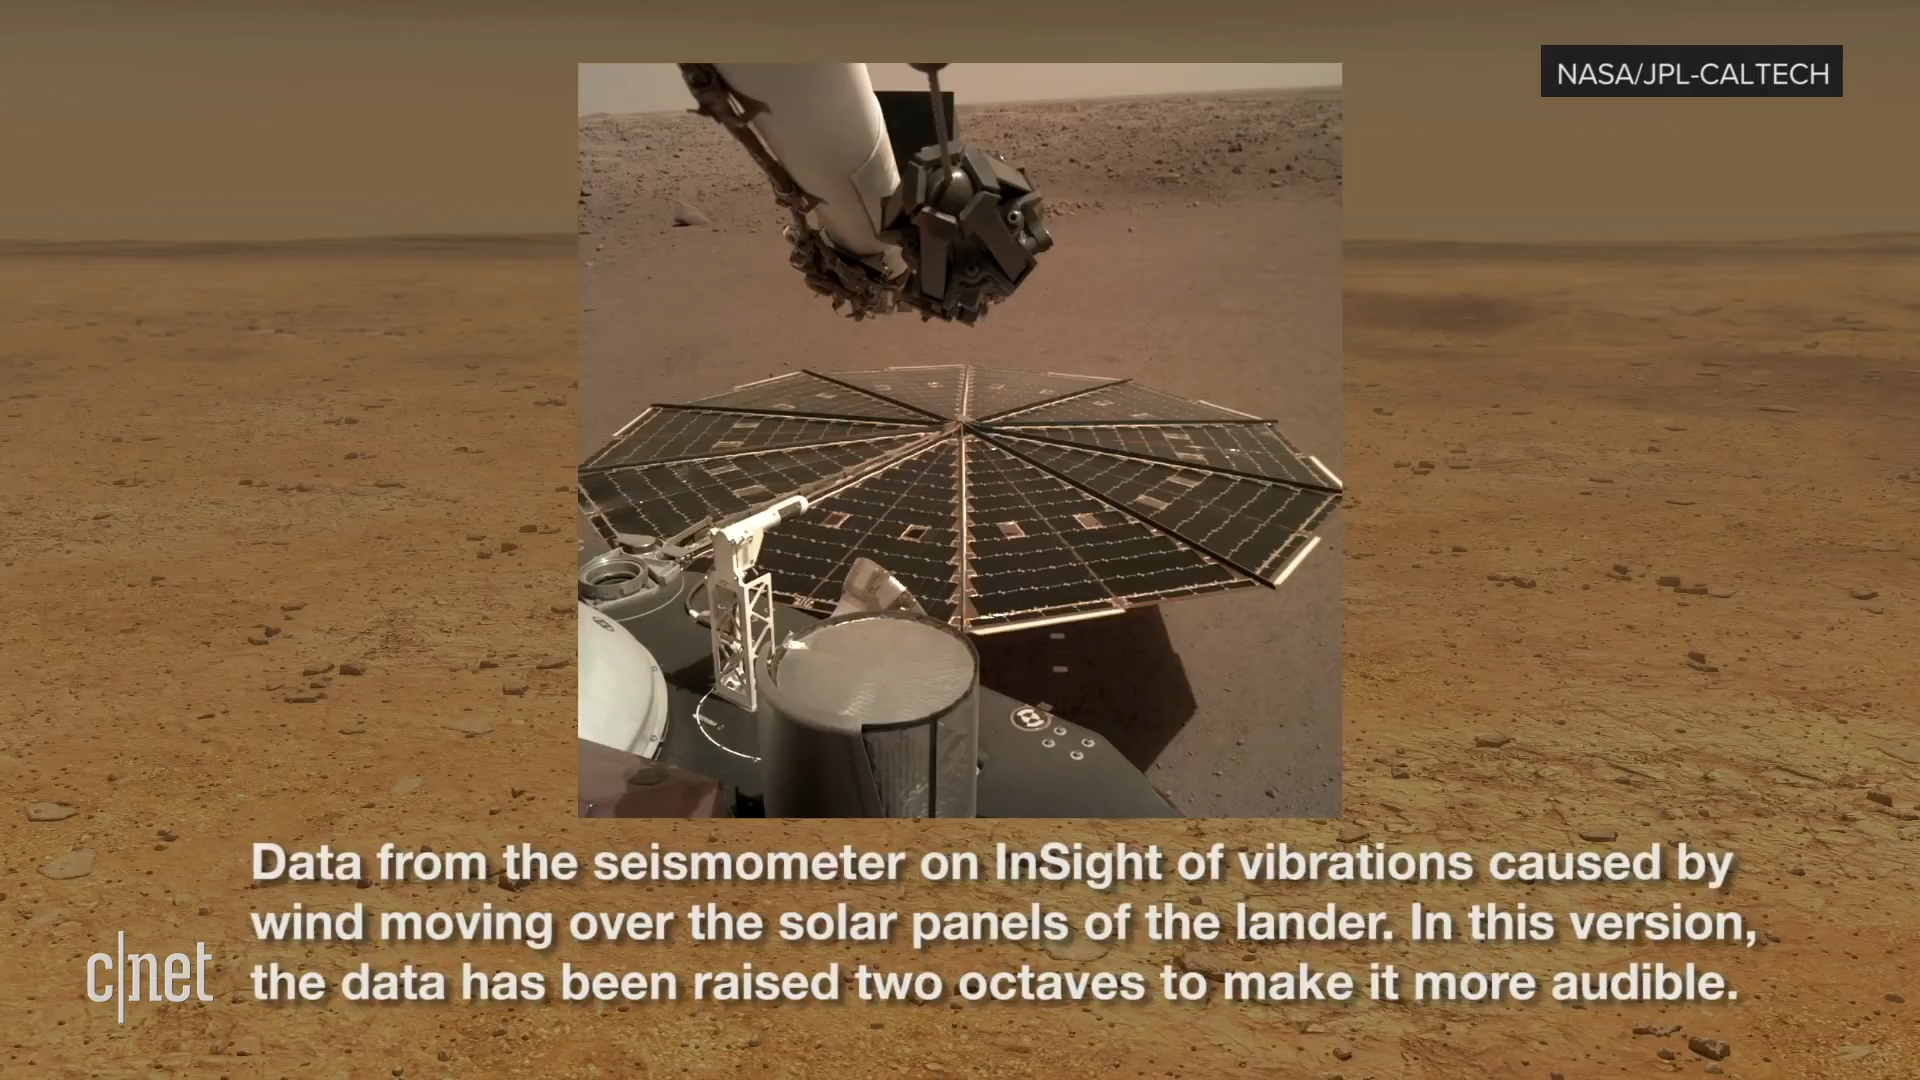 NASA/JPL-CALTECH
Data from the seismometer on InSight of vibrations caused by
wind moving over the solar panels of the lander. In this version,
the data has been raised two octaves to make it more audible.
c|net